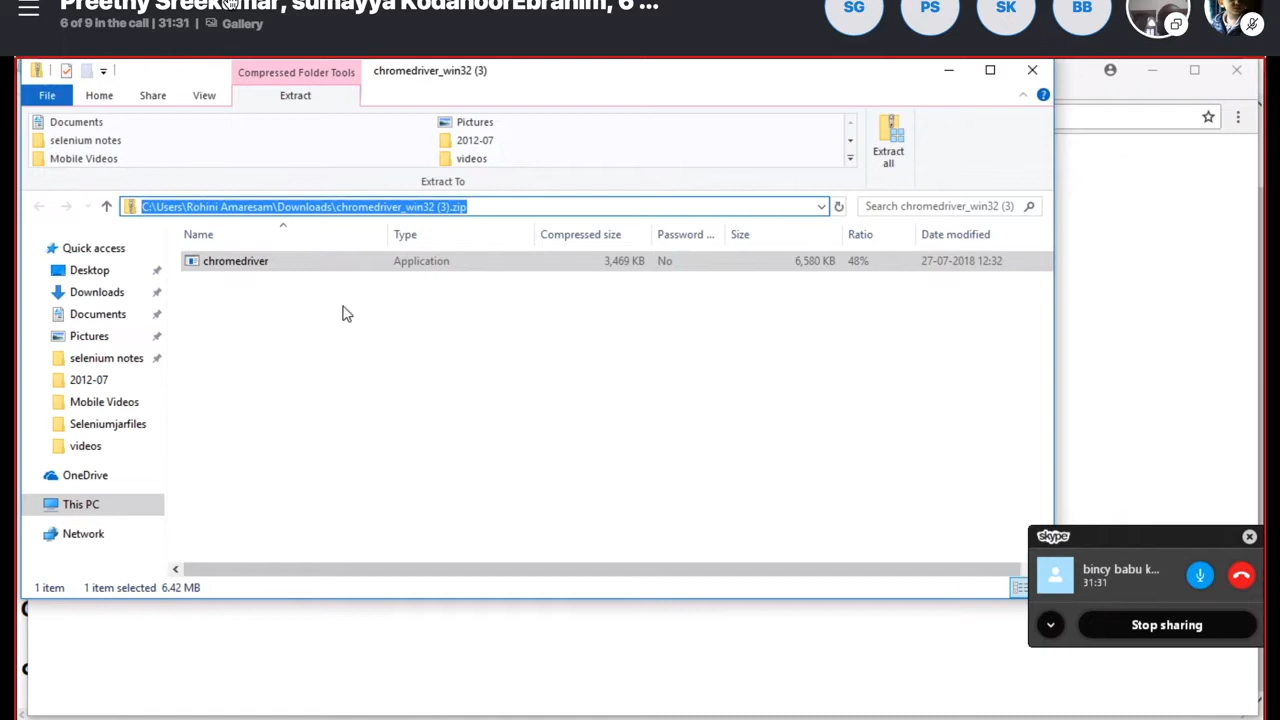 Preethy Sreekumar, sumayya KodanoorEbrahim, 6 ...
6 of 9 in the call | 31:31 | Gallery
SG PS SK BB
Compressed Folder Tools chromedriver_win32 (3)
File Home Share View Extract
Documents Pictures
selenium notes 2012-07
Mobile Videos videos
Extract all
Extract To
C:\Users\Rohini Amaresam\Downloads\chromedriver_win32 (3).zip Search chromedriver_win32 (3)
Name Type Compressed size Password ... Size Ratio Date modified
chromedriver Application 3,469 KB No 6,580 KB 48% 27-07-2018 12:32
Quick access
Desktop
Downloads
Documents
Pictures
selenium notes
2012-07
Mobile Videos
Seleniumjarfiles
videos
OneDrive
This PC
Network
1 item 1 item selected 6.42 MB
skype
bincy babu k...
31:31
Stop sharing